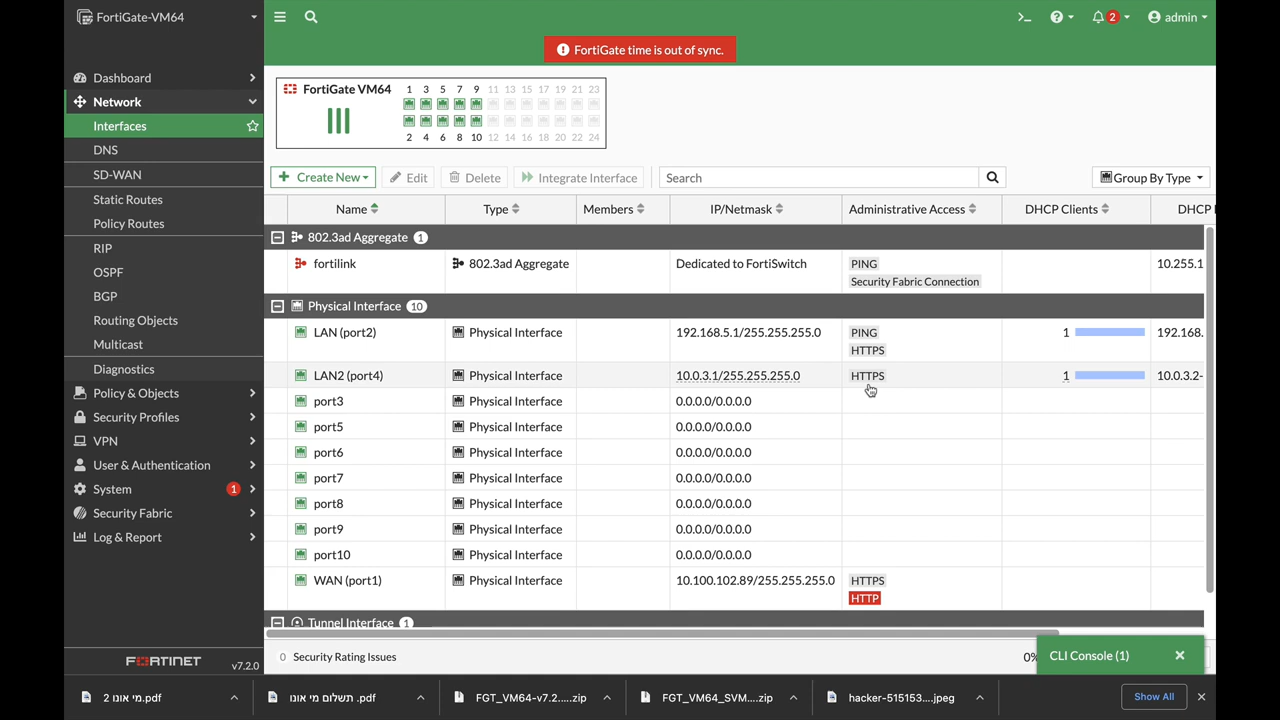 FortiGate-VM64
admin
2
FortiGate time is out of sync.
Dashboard
Network
Interfaces
DNS
SD-WAN
Static Routes
Policy Routes
RIP
OSPF
BGP
Routing Objects
Multicast
Diagnostics
Policy & Objects
Security Profiles
VPN
User & Authentication
System 1
Security Fabric
Log & Report
FORTINET v7.2.0
FortiGate VM64
1 3 5 7 9 11 13 15 17 19 21 23
2 4 6 8 10 12 14 16 18 20 22 24
+ Create New Edit Delete Integrate Interface Search Group By Type
Name Type Members IP/Netmask Administrative Access DHCP Clients DHCP
802.3ad Aggregate 1
fortilink 802.3ad Aggregate Dedicated to FortiSwitch PING 10.255.1
Security Fabric Connection
Physical Interface 10
LAN (port2) Physical Interface 192.168.5.1/255.255.255.0 PING 1 192.168.
HTTPS
LAN2 (port4) Physical Interface 10.0.3.1/255.255.255.0 HTTPS 1 10.0.3.2-
port3 Physical Interface 0.0.0.0/0.0.0.0
port5 Physical Interface 0.0.0.0/0.0.0.0
port6 Physical Interface 0.0.0.0/0.0.0.0
port7 Physical Interface 0.0.0.0/0.0.0.0
port8 Physical Interface 0.0.0.0/0.0.0.0
port9 Physical Interface 0.0.0.0/0.0.0.0
port10 Physical Interface 0.0.0.0/0.0.0.0
WAN (port1) Physical Interface 10.100.102.89/255.255.255.0 HTTPS
HTTP
Tunnel Interface 1
0 Security Rating Issues 0%
CLI Console (1)
מי אונו 2.pdf
תשלום מי אונו .pdf
FGT_VM64-v7.2.....zip
FGT_VM64_SVM....zip
hacker-515153....jpeg
Show All